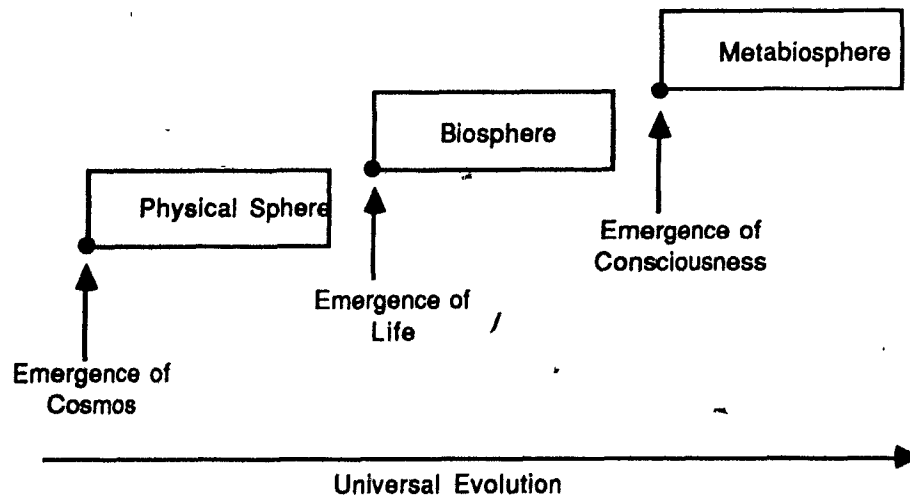 Metabiosphere
Biosphere
Physical Sphere
Emergence of
Consciousness
Emergence of
Life
Emergence of
Cosmos
Universal Evolution